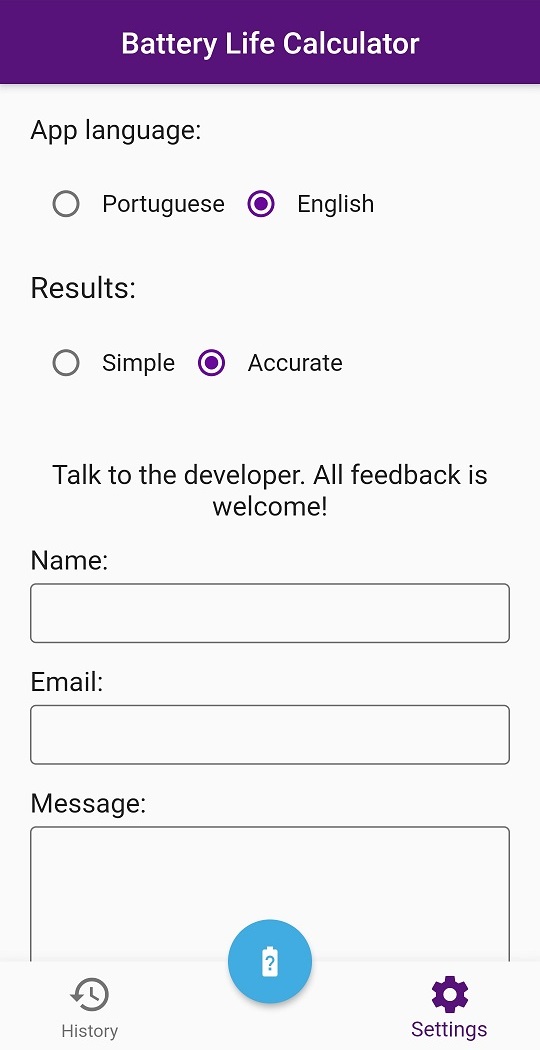 Battery Life Calculator
App language:
Portuguese English
Results:
Simple Accurate
Talk to the developer. All feedback is
welcome!
Name:
Email:
Message:
?
History
Settings